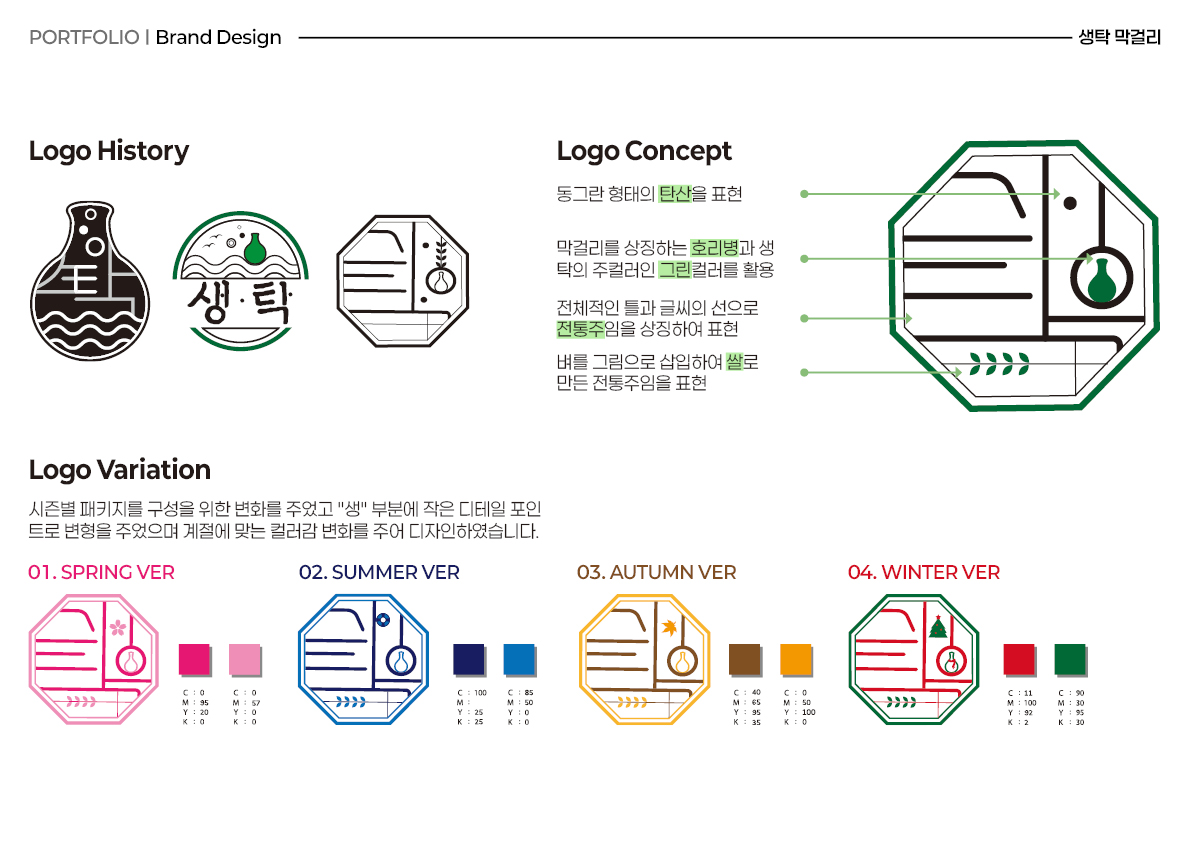 PORTFOLIO | Brand Design
생탁 막걸리
Logo History
생·탁
Logo Concept
동그란 형태의 탄산을 표현
막걸리를 상징하는 호리병과 생
탁의 주컬러인 그린컬러를 활용
전체적인 틀과 글씨의 선으로
전통주임을 상징하여 표현
벼를 그림으로 삽입하여 쌀로
만든 전통주임을 표현
Logo Variation
시즌별 패키지를 구성을 위한 변화를 주었고 "생" 부분에 작은 디테일 포인
트로 변형을 주었으며 계절에 맞는 컬러감 변화를 주어 디자인하였습니다.
01. SPRING VER
C : 0
M : 95
Y : 20
K : 0
C : 0
M : 57
Y : 0
K : 0
02. SUMMER VER
C : 100
M :
Y : 25
K : 25
C : 85
M : 50
Y : 0
K : 0
03. AUTUMN VER
C : 40
M : 65
Y : 95
K : 35
C : 0
M : 50
Y : 100
K : 0
04. WINTER VER
C : 11
M : 100
Y : 92
K : 2
C : 90
M : 30
Y : 95
K : 30